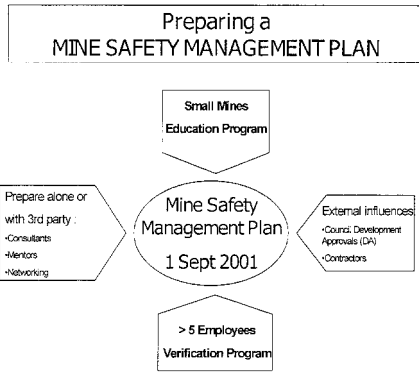 Preparing a
MINE SAFETY MANAGEMENT PLAN
Small Mines
Education Program
Prepare alone or
with 3rd party :
•Consultants
•Mentors
•Networking
Mine Safety
Management Plan
1 Sept 2001
External influences
•Council Development
Approvals (DA)
•Contractors
> 5 Employees
Verification Program